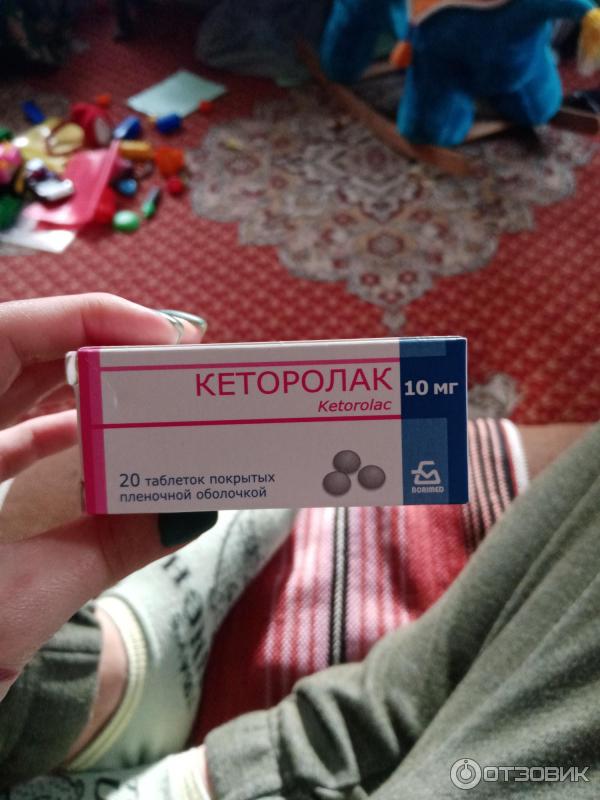 КЕТОРОЛАК
Ketorolac
10 мг
20 таблеток покрытых
пленочной оболочкой
BORIMED
ОТЗОВИК